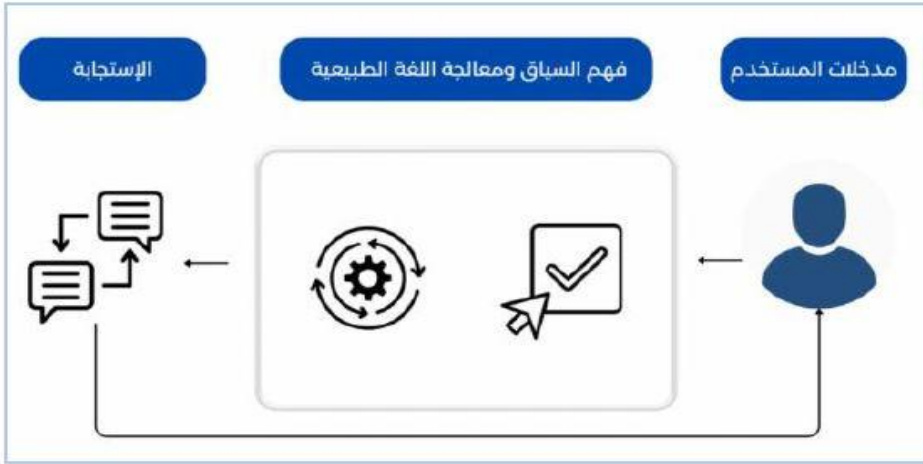 مدخلات المستخدم
فهم السياق ومعالجة اللغة الطبيعية
الإستجابة